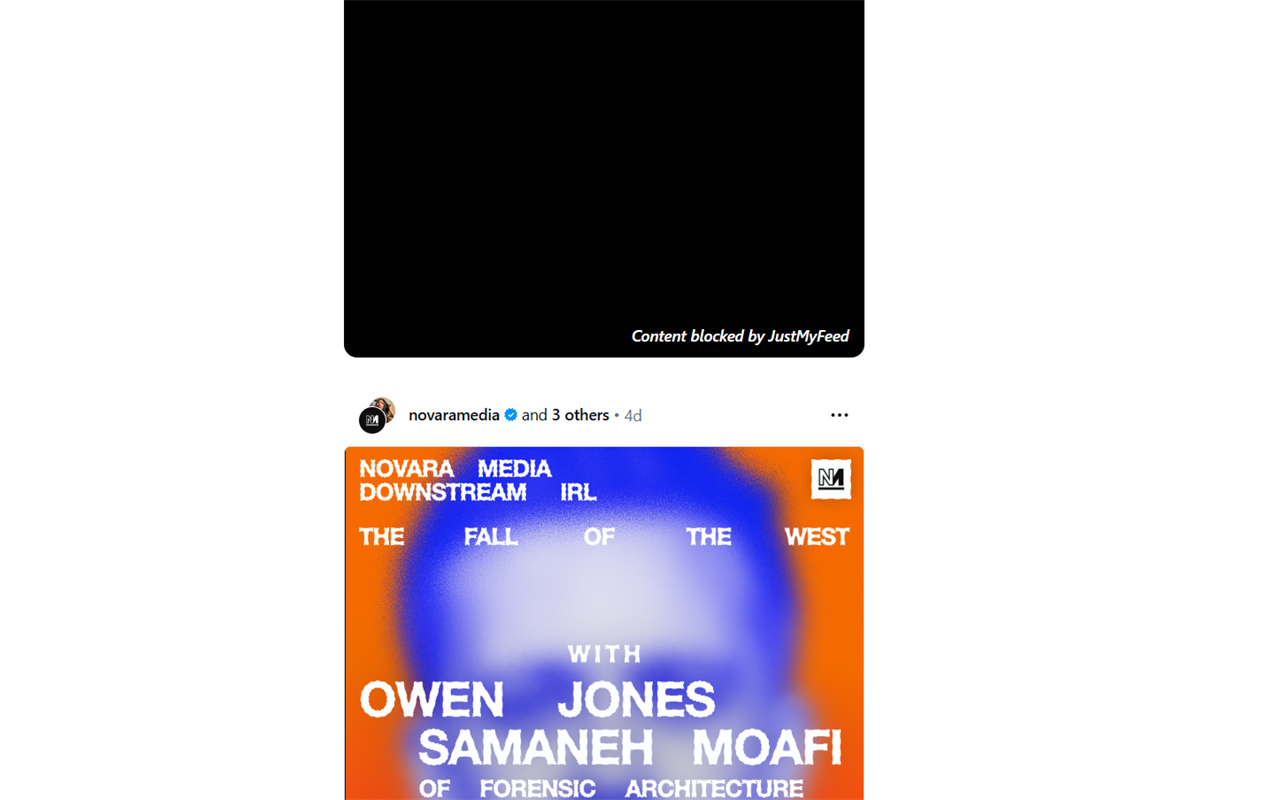 Content blocked by JustMyFeed
novaramedia and 3 others • 4d
NOVARA MEDIA
DOWNSTREAM IRL
THE FALL OF THE WEST
WITH
OWEN JONES
SAMANEH MOAFI
OF FORENSIC ARCHITECTURE